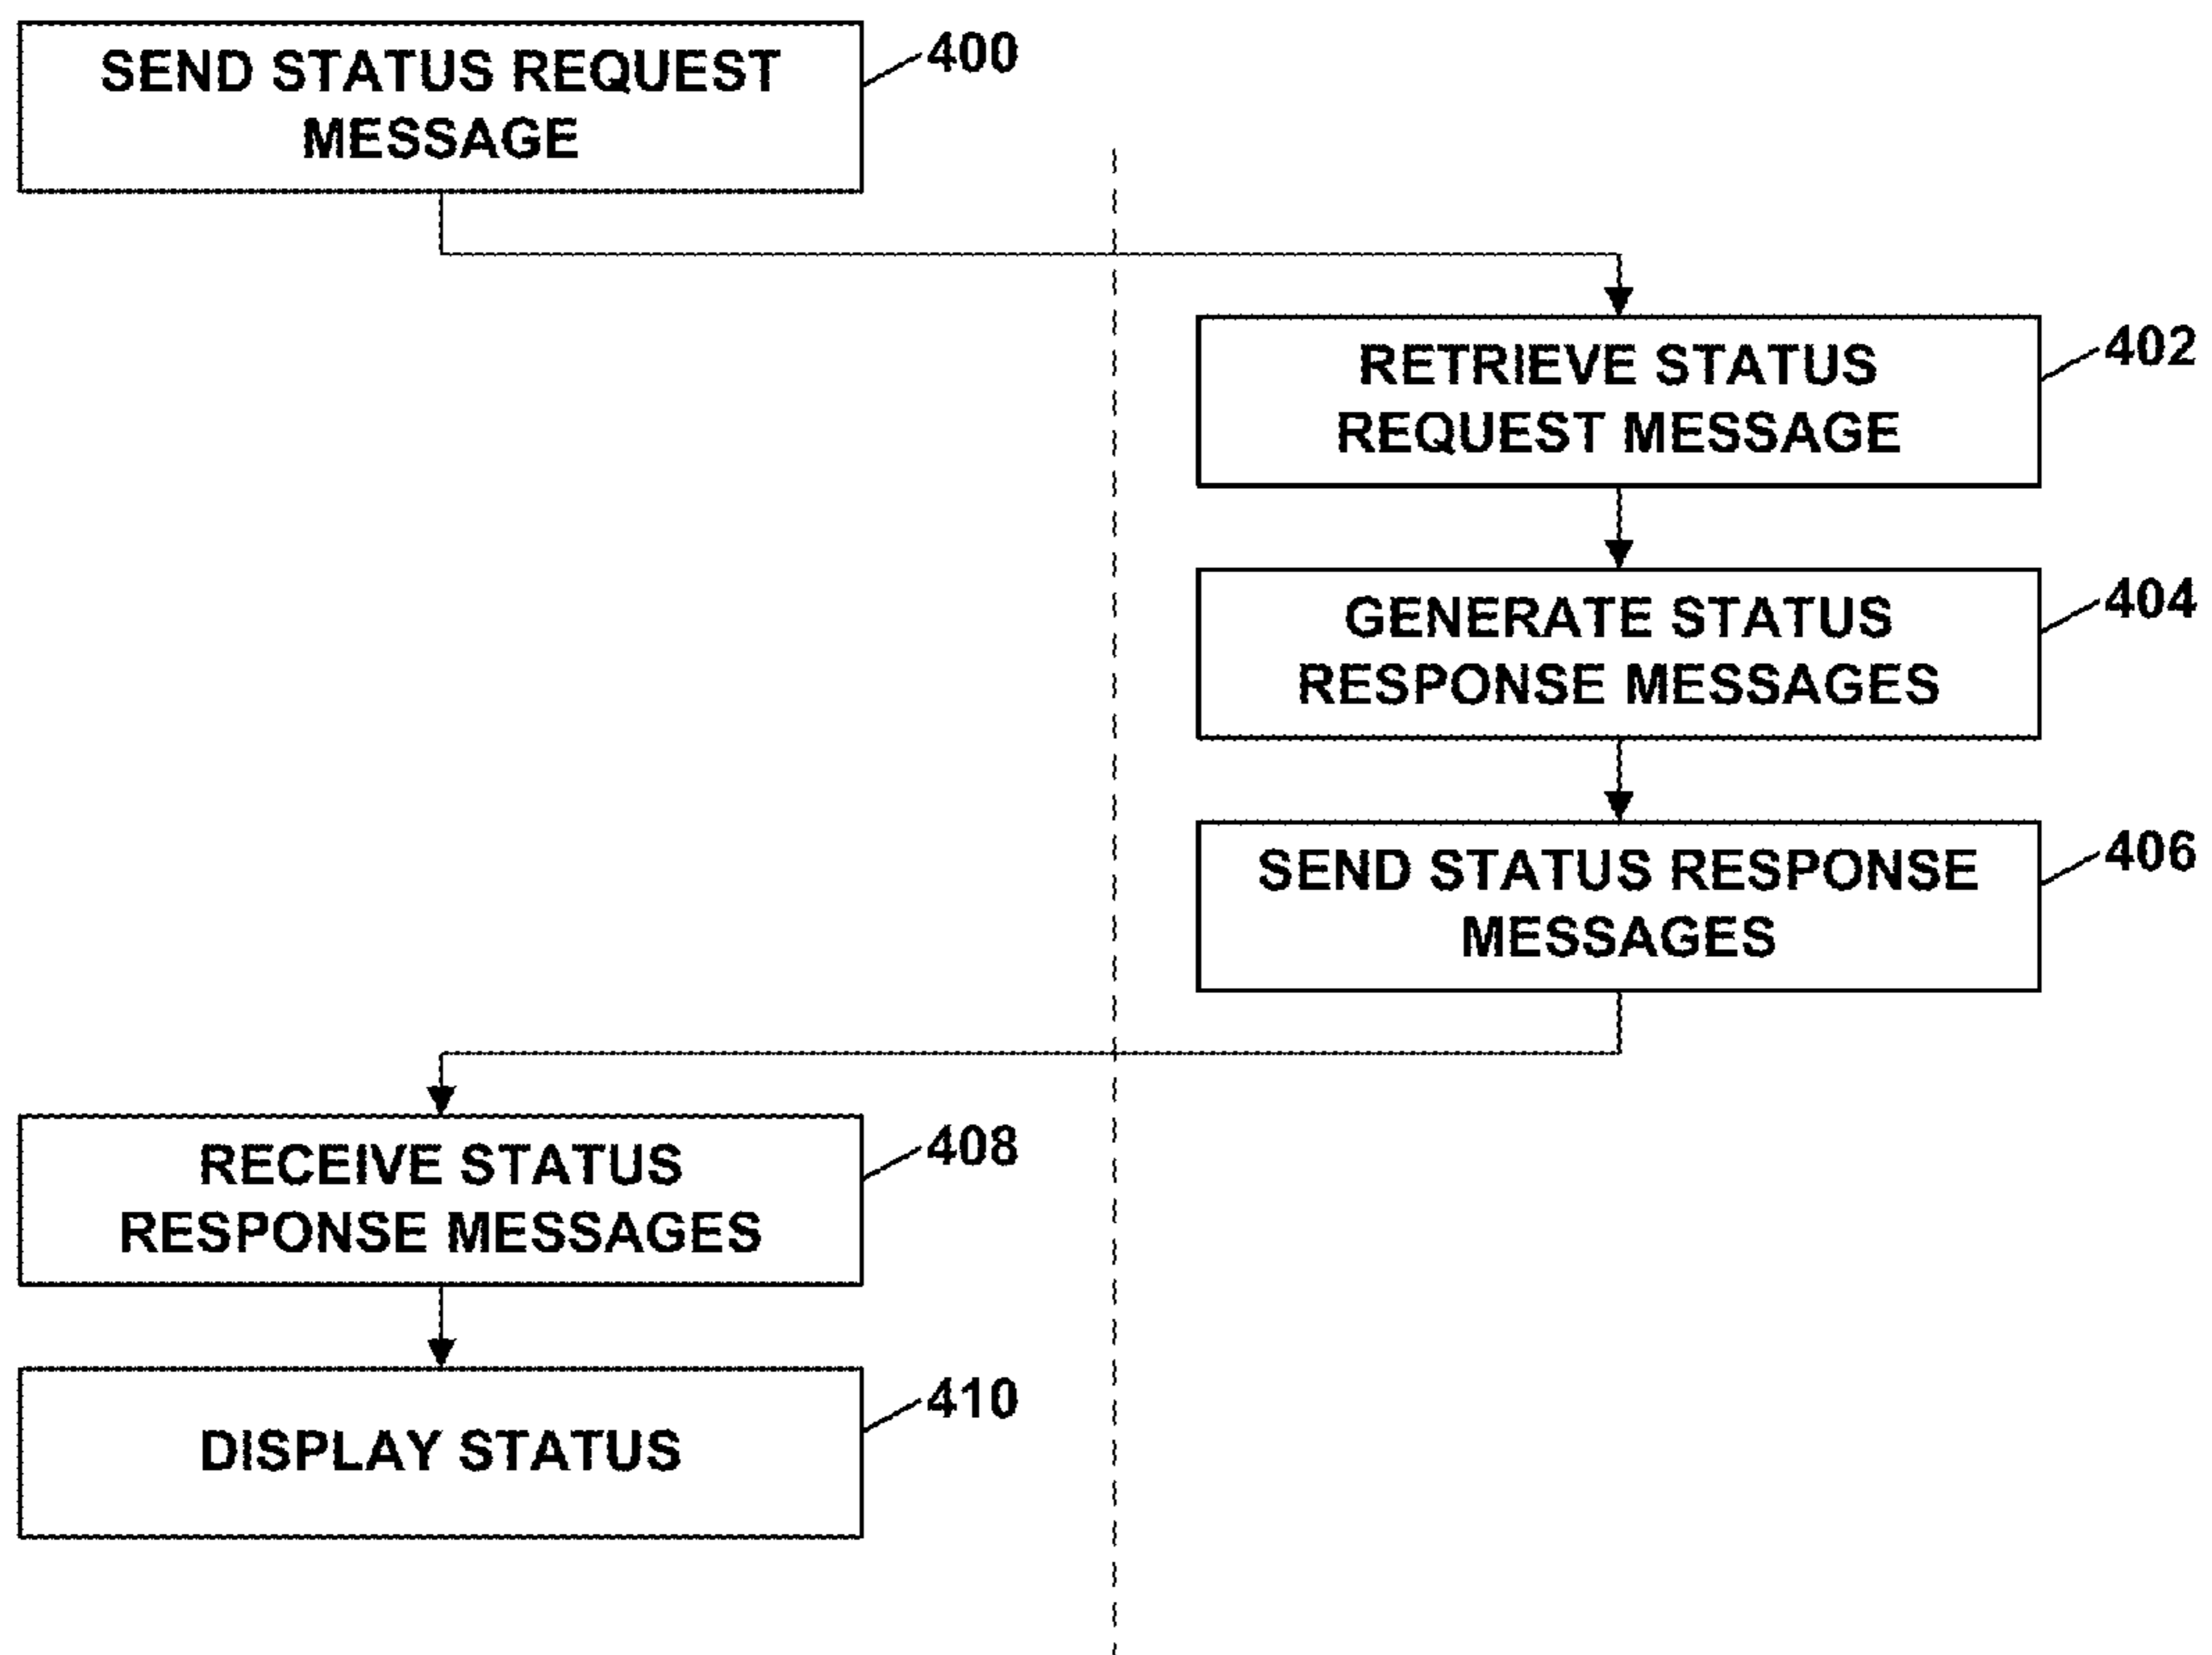 SEND STATUS REQUEST
MESSAGE
400
RETRIEVE STATUS
REQUEST MESSAGE
402
GENERATE STATUS
RESPONSE MESSAGES
404
SEND STATUS RESPONSE
MESSAGES
406
RECEIVE STATUS
RESPONSE MESSAGES
408
DISPLAY STATUS
410